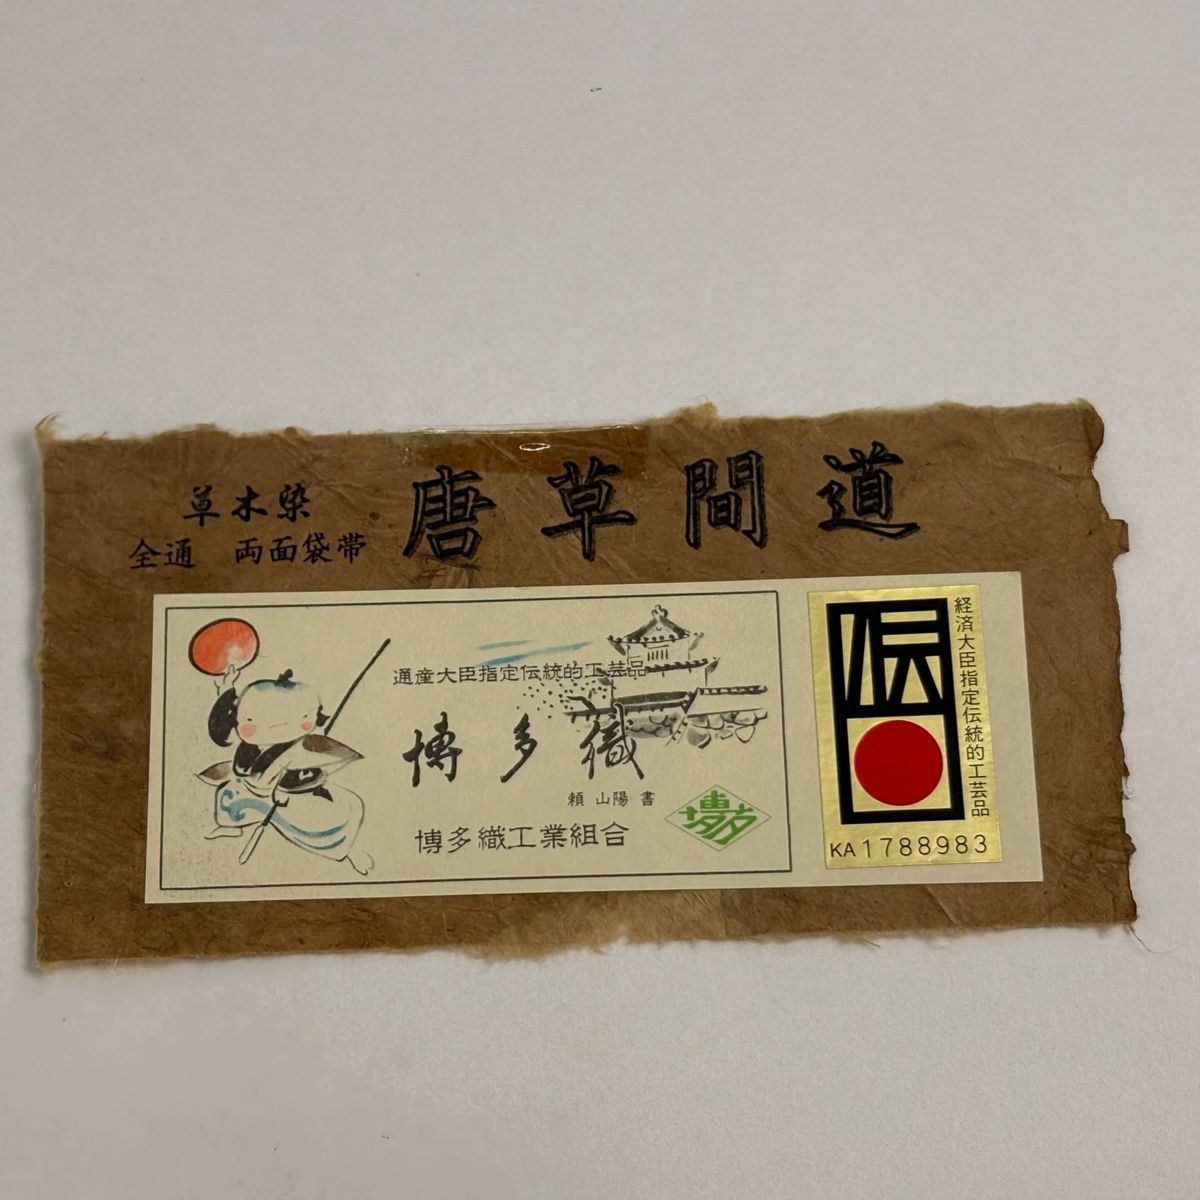 唐草間道
草木染
全通 両面袋帯
通産大臣指定伝統的工芸品
博多織
頼山陽書
博多織工業組合
博多
伝
経済大臣指定伝統的工芸品
KA1788983